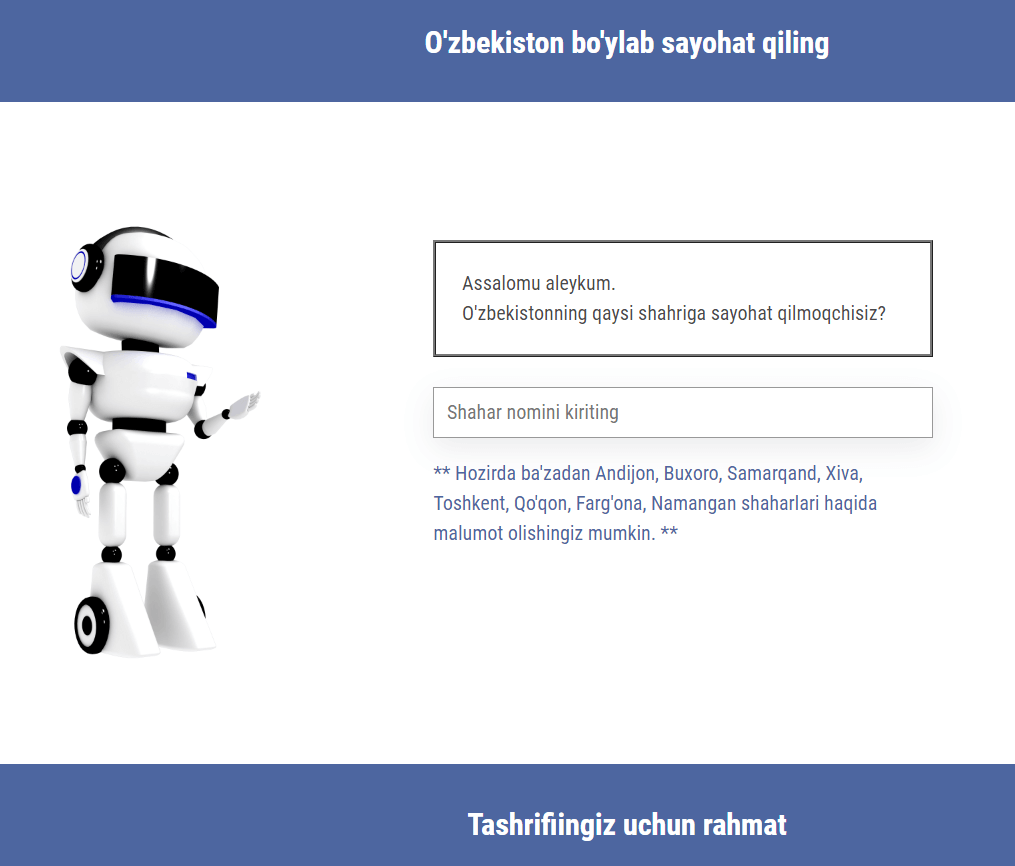 O'zbekiston bo'ylab sayohat qiling
Assalomu aleykum.
O'zbekistonning qaysi shahriga sayohat qilmoqchisiz?
Shahar nomini kiriting
** Hozirda ba'zadan Andijon, Buxoro, Samarqand, Xiva,
Toshkent, Qo'qon, Farg'ona, Namangan shaharlari haqida
malumot olishingiz mumkin. **
Tashrifiingiz uchun rahmat